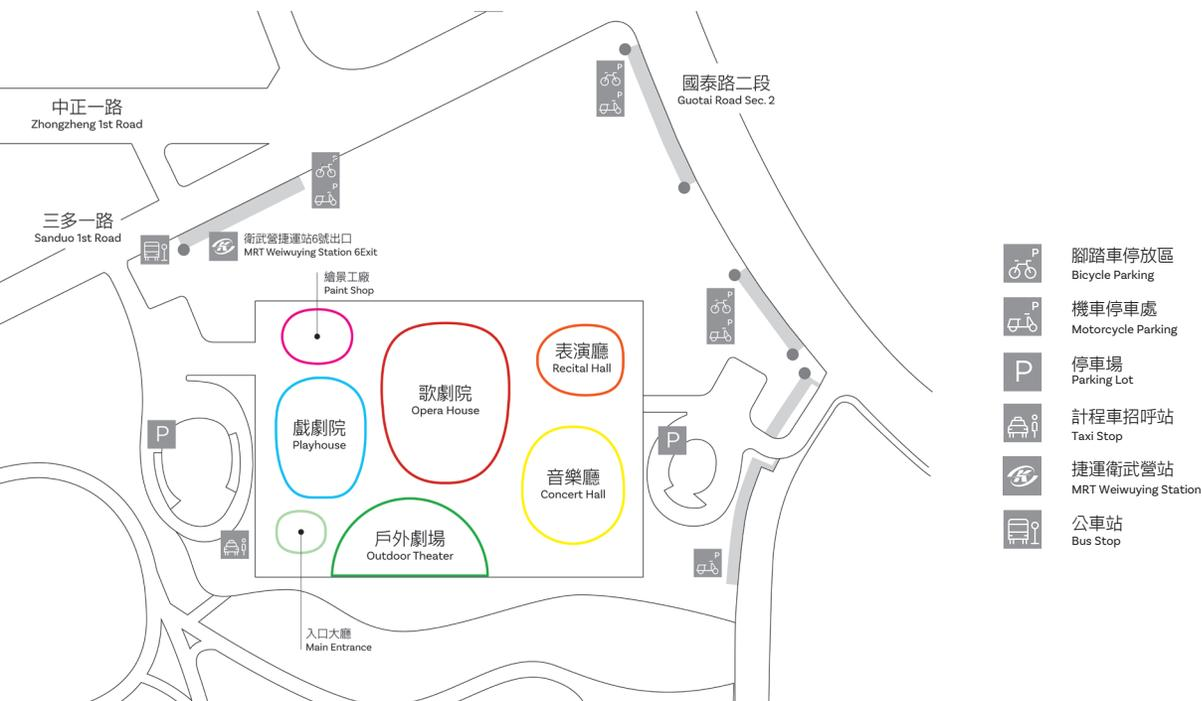 國泰路二段
Guotai Road Sec. 2
中正一路
Zhongzheng 1st Road
三多一路
Sanduo 1st Road
衛武營捷運站6號出口
MRT Weiwuying Station 6Exit
繪景工廠
Paint Shop
表演廳
Recital Hall
歌劇院
Opera House
戲劇院
Playhouse
音樂廳
Concert Hall
戶外劇場
Outdoor Theater
入口大廳
Main Entrance
P
P
P
P
P
P
P
P
P
P
腳踏車停放區
Bicycle Parking
P
機車停車處
Motorcycle Parking
P
停車場
Parking Lot
計程車招呼站
Taxi Stop
捷運衛武營站
MRT Weiwuying Station
公車站
Bus Stop